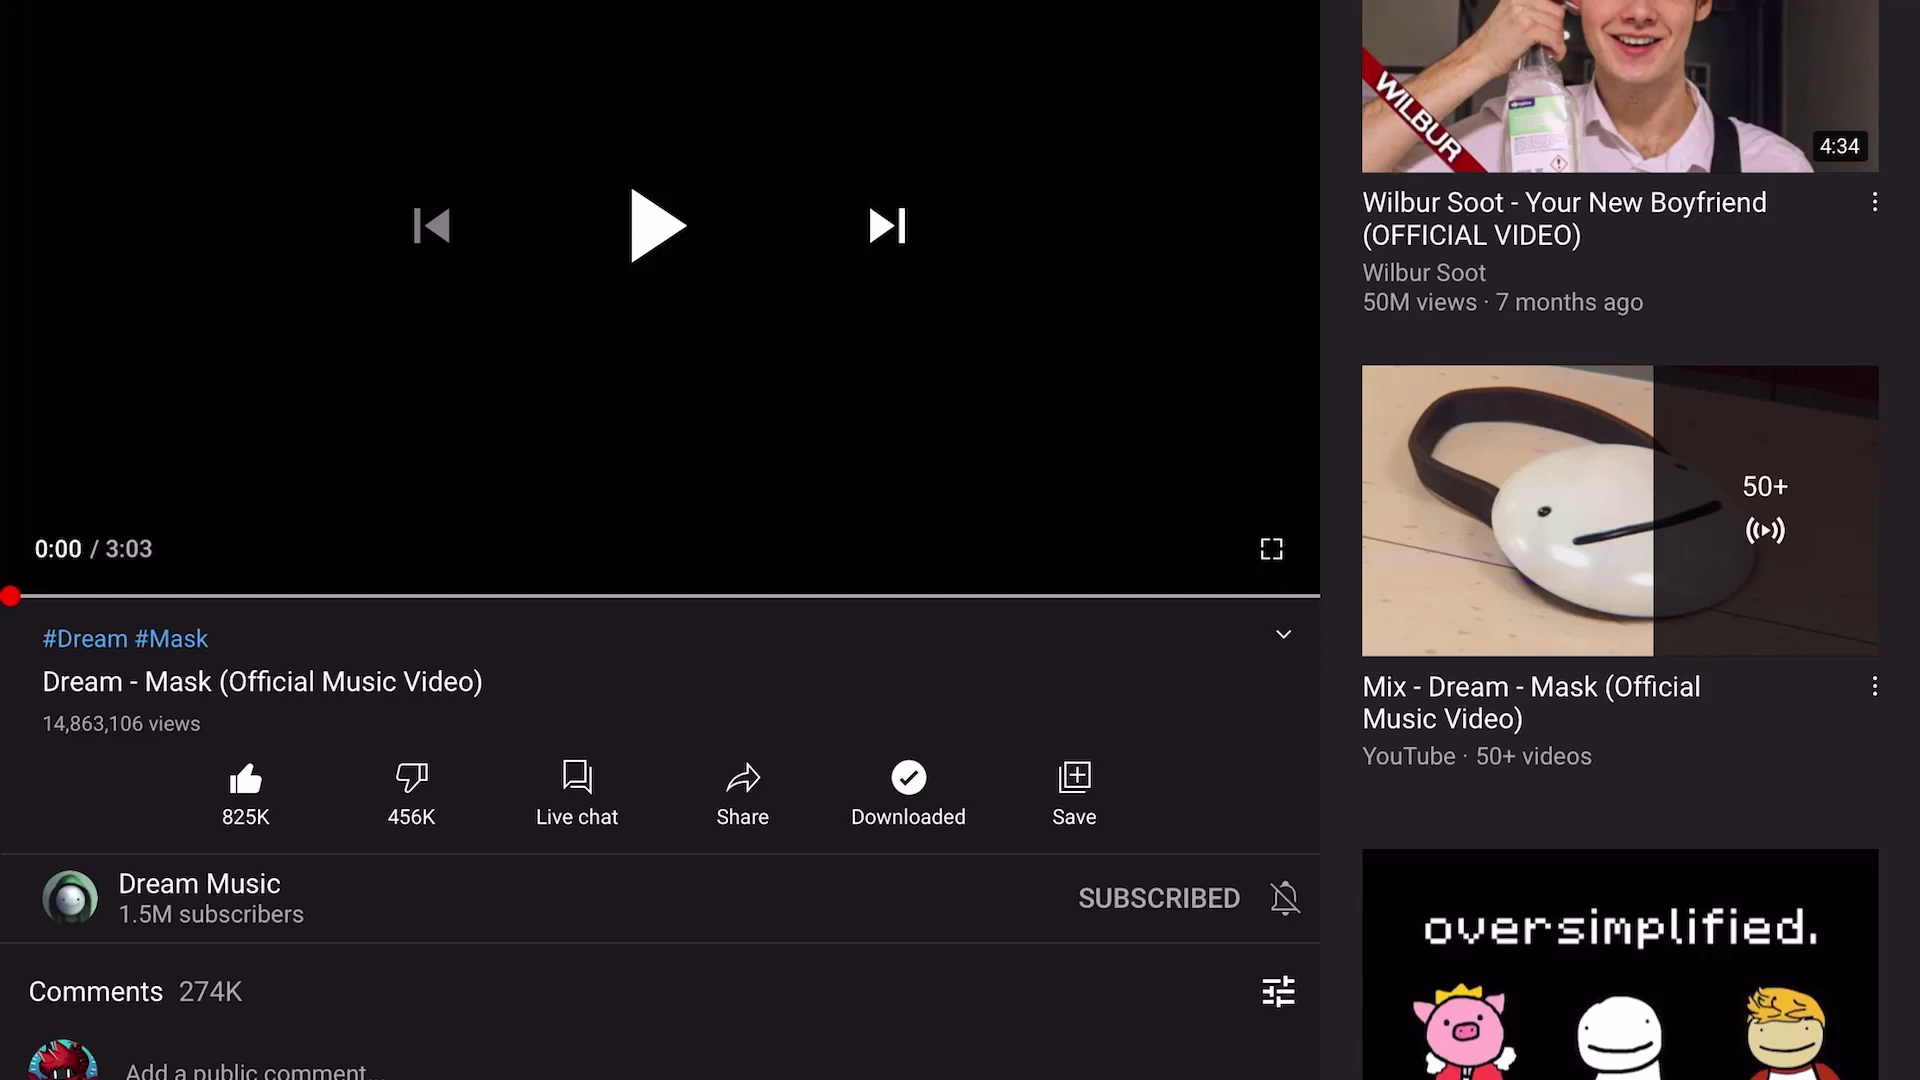 0:00 / 3:03
#Dream #Mask
Dream - Mask (Official Music Video)
14,863,106 views
825K
456K
Live chat
Share
Downloaded
Save
Dream Music
1.5M subscribers
SUBSCRIBED
Comments 274K
Add a public comment...
WILBUR
4:34
Wilbur Soot - Your New Boyfriend
(OFFICIAL VIDEO)
Wilbur Soot
50M views · 7 months ago
50+
Mix - Dream - Mask (Official
Music Video)
YouTube · 50+ videos
oversimplified.